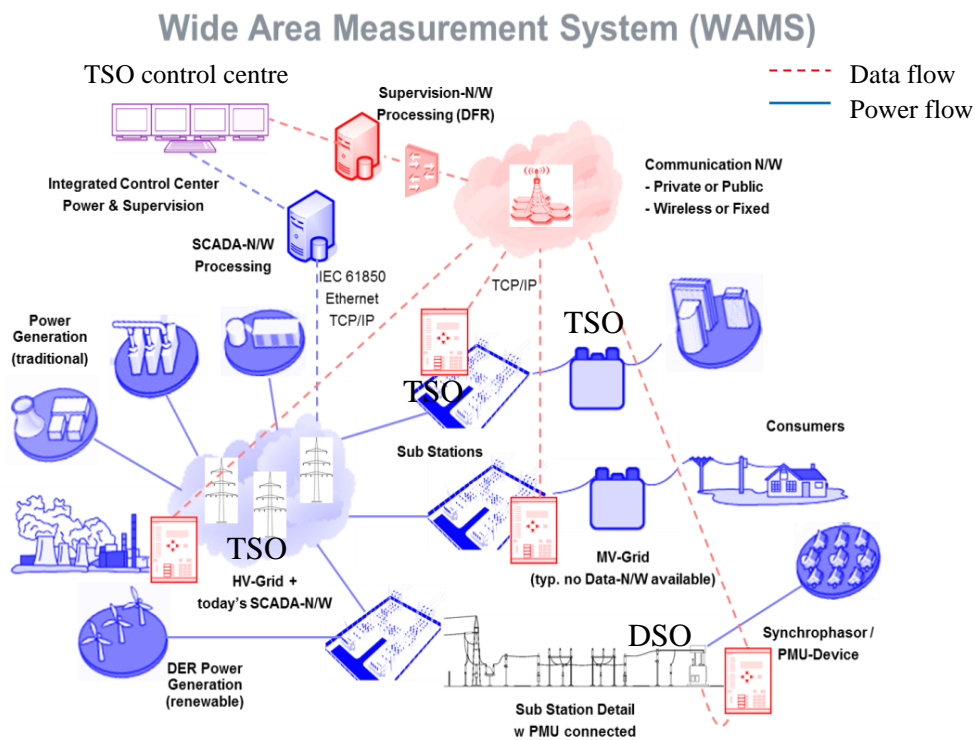 Wide Area Measurement System (WAMS)
TSO control centre
Data flow
Power flow
Supervision-N/W
Processing (DFR)
Communication N/W
- Private or Public
- Wireless or Fixed
Integrated Control Center
Power & Supervision
SCADA-N/W
Processing
IEC 61850
Ethernet
TCP/IP
TCP/IP
Power
Generation
(traditional)
TSO
TSO
Sub Stations
Consumers
TSO
HV-Grid +
today's SCADA-N/W
MV-Grid
(typ. no Data-N/W available)
DSO
Synchrophasor /
PMU-Device
DER Power
Generation
(renewable)
Sub Station Detail
w PMU connected